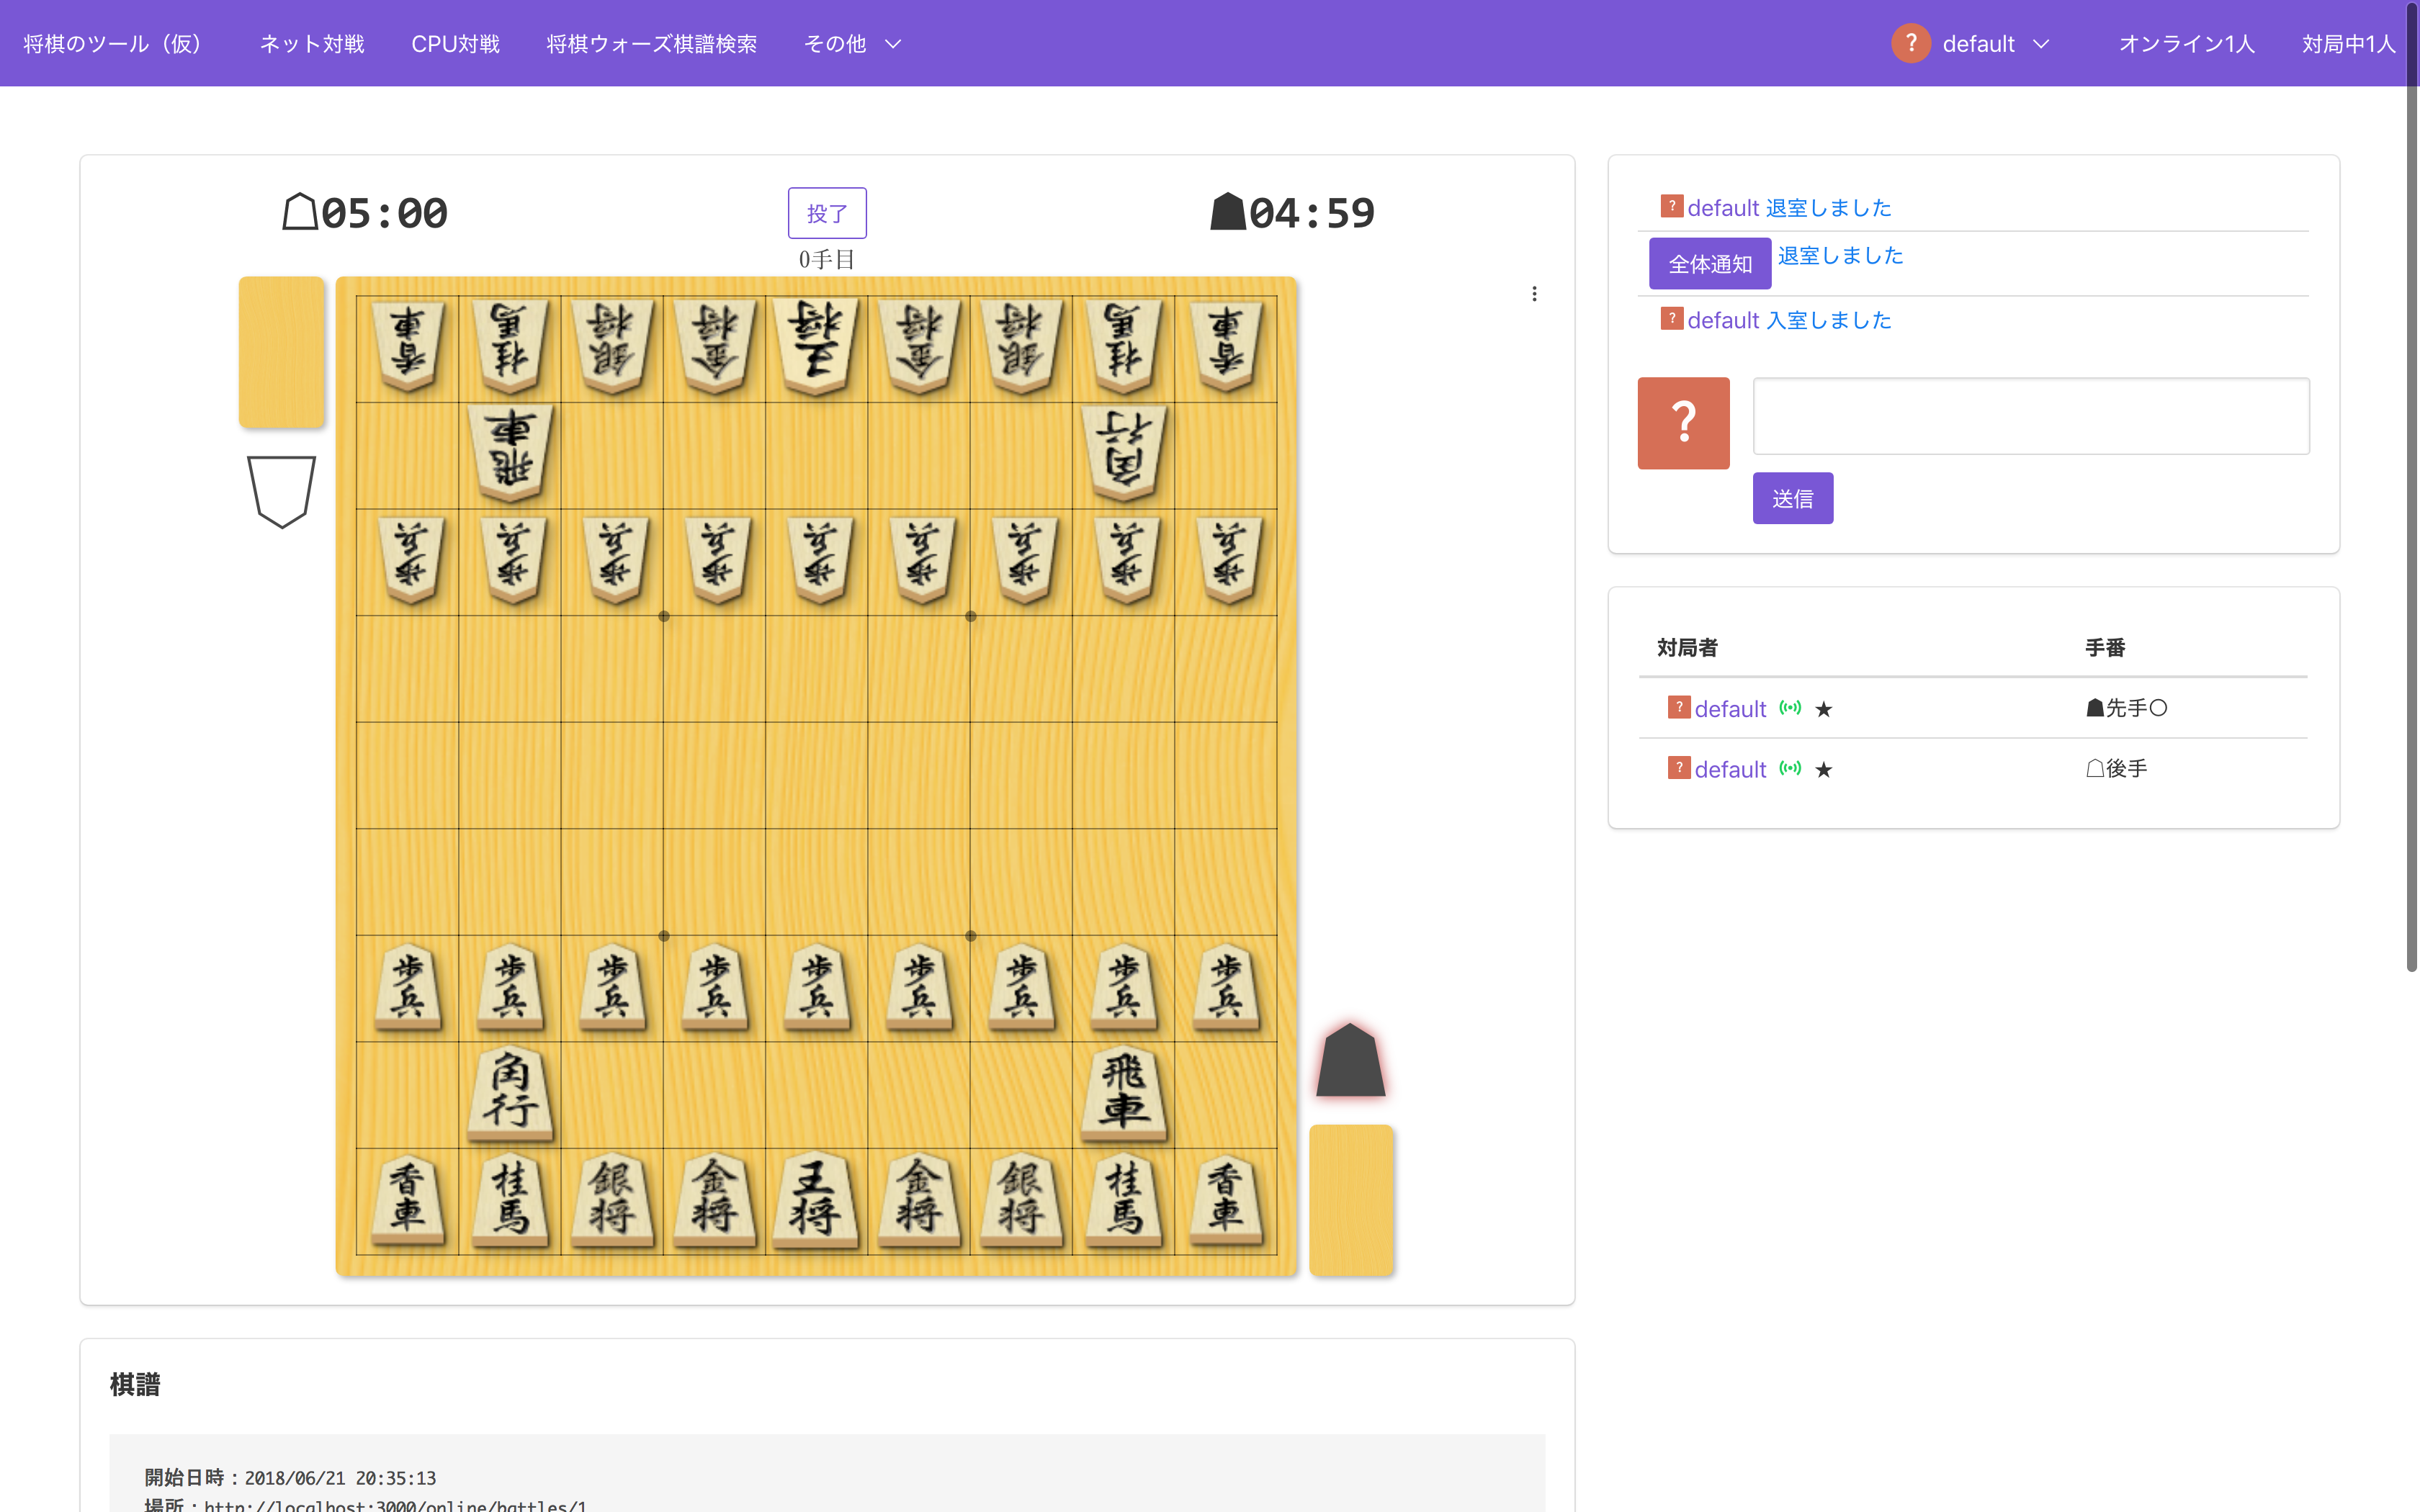 将棋のツール（仮） ネット対戦 CPU対戦 将棋ウォーズ棋譜検索 その他 ? default オンライン1人 対局中1人
05:00 投了 04:59
0手目
香車 桂馬 銀将 金将 王将 金将 銀将 桂馬 香車
飛車 角行
歩兵 歩兵 歩兵 歩兵 歩兵 歩兵 歩兵 歩兵 歩兵
歩兵 歩兵 歩兵 歩兵 歩兵 歩兵 歩兵 歩兵 歩兵
角行 飛車
香車 桂馬 銀将 金将 王将 金将 銀将 桂馬 香車
? default 退室しました
全体通知 退室しました
? default 入室しました
?
送信
対局者 手番
? default ★ ☗先手○
? default ★ ☖後手
棋譜
開始日時：2018/06/21 20:35:13
場所：http://localhost:3000/online/battles/1